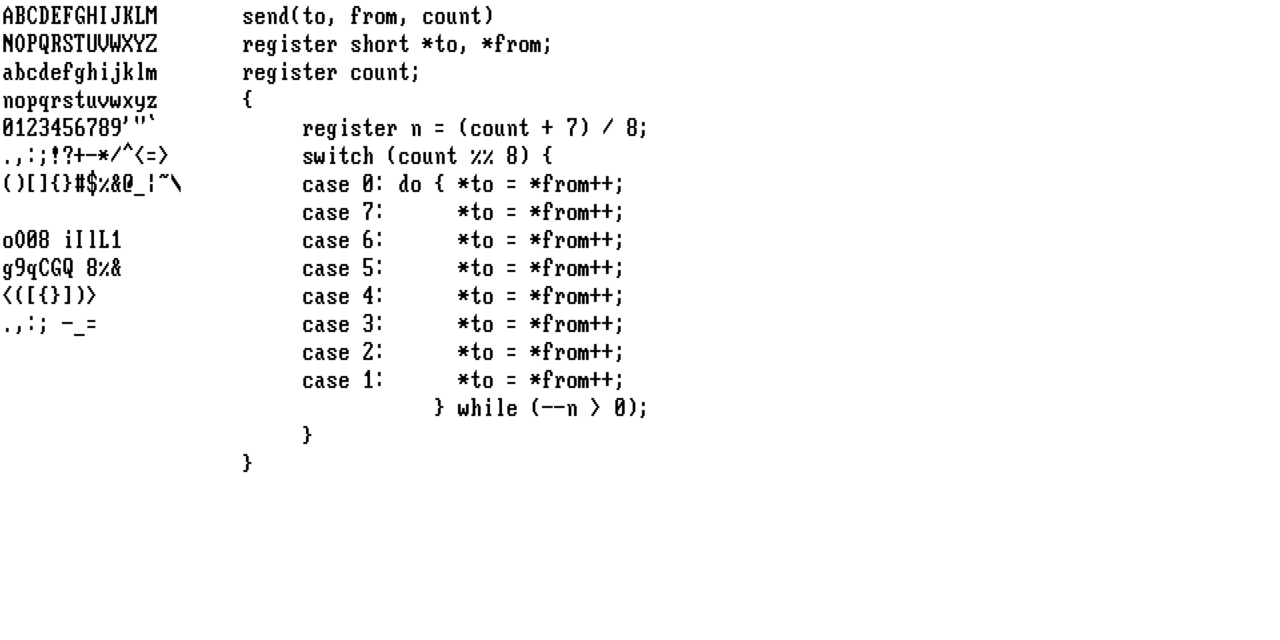 ABCDEFGHIJKLM
NOPQRSTUVWXYZ
abcdefghijklm
nopqrstuvwxyz
0123456789'"`
.,:;!?+-*/^<=>
()[]{}#$%&@_¦~\
oO08 iIlL1
g9qCGQ 8%&
<([{}])>
.,:; -_=
send(to, from, count)
register short *to, *from;
register count;
{
     register n = (count + 7) / 8;
     switch (count %% 8) {
     case 0: do { *to = *from++;
     case 7:      *to = *from++;
     case 6:      *to = *from++;
     case 5:      *to = *from++;
     case 4:      *to = *from++;
     case 3:      *to = *from++;
     case 2:      *to = *from++;
     case 1:      *to = *from++;
                } while (--n > 0);
     }
}